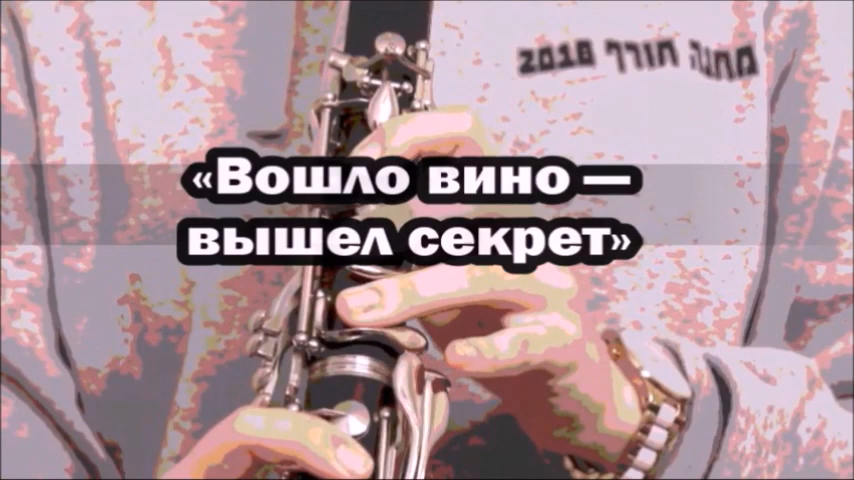 מחנה חורף 2018
«Вошло вино —
вышел секрет»